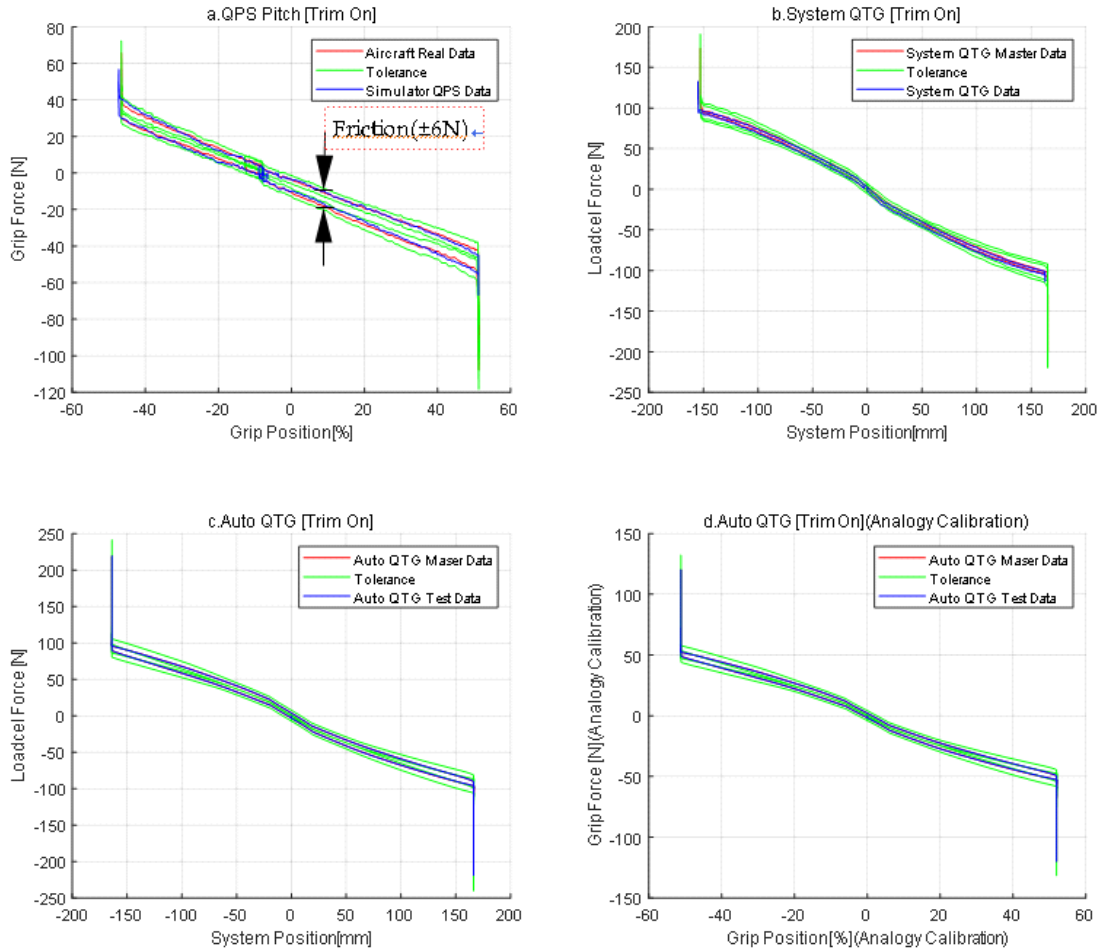 a.QPS Pitch [Trim On]
80
60
40
20
0
-20
-40
-60
-80
-100
-120
-60
-40
-20
0
20
40
60
Grip Force [N]
Grip Position[%]
Aircraft Real Data
Tolerance
Simulator QPS Data
Friction(±6N) ↵
b.System QTG [Trim On]
200
150
100
50
0
-50
-100
-150
-200
-250
-200
-150
-100
-50
0
50
100
150
200
Loadcel Force [N]
System Position[mm]
System QTG Master Data
Tolerance
System QTG Data
c.Auto QTG [Trim On]
250
200
150
100
50
0
-50
-100
-150
-200
-250
-200
-150
-100
-50
0
50
100
150
200
Loadcel Force [N]
System Position[mm]
Auto QTG Maser Data
Tolerance
Auto QTG Test Data
d.Auto QTG [Trim On](Analogy Calibration)
150
100
50
0
-50
-100
-150
-60
-40
-20
0
20
40
60
Grip Force [N](Analogy Calibration)
Grip Position[%](Analogy Calibration)
Auto QTG Maser Data
Tolerance
Auto QTG Test Data